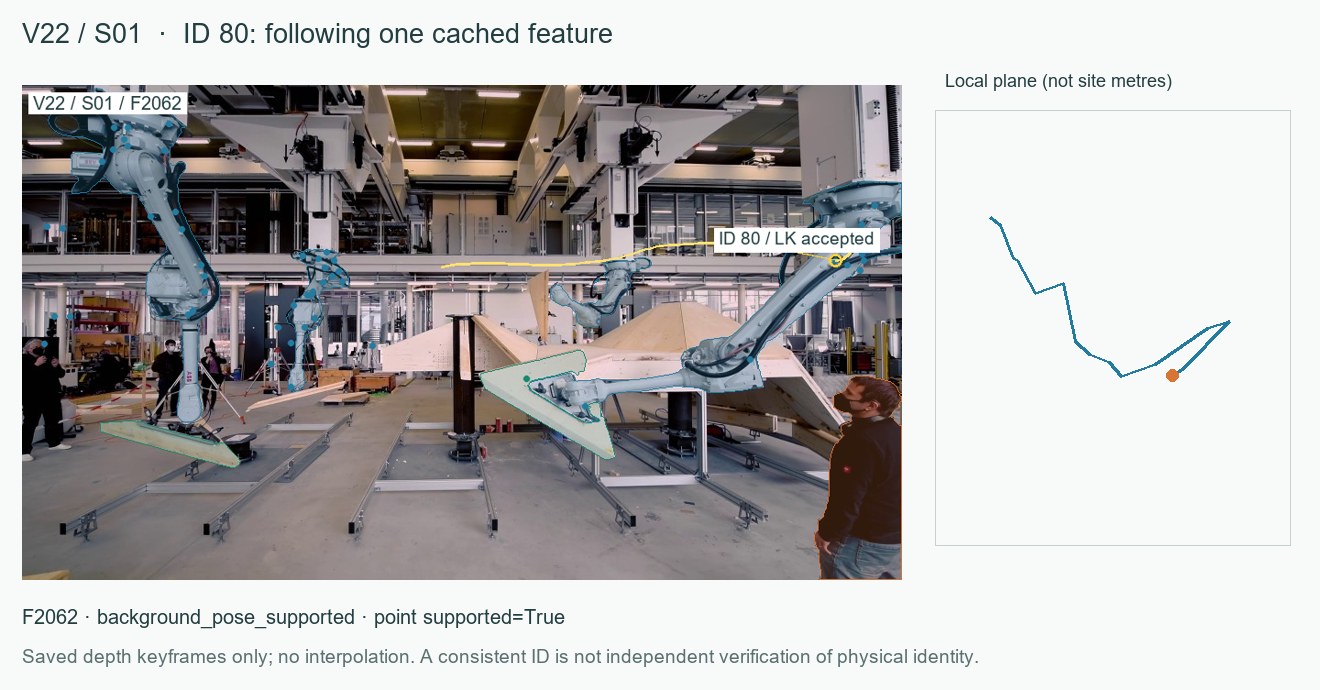 V22 / S01  ·  ID 80: following one cached feature
Local plane (not site metres)
V22 / S01 / F2062
ID 80 / LK accepted
F2062 · background_pose_supported · point supported=True
Saved depth keyframes only; no interpolation. A consistent ID is not independent verification of physical identity.